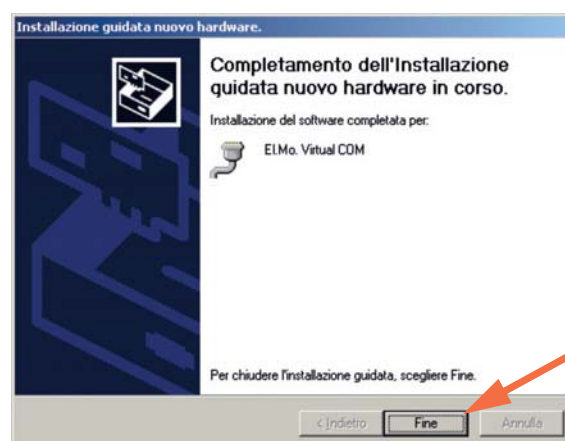 Installazione guidata nuovo hardware.
Completamento dell'Installazione
guidata nuovo hardware in corso.
Installazione del software completata per:
El.Mo. Virtual COM
Per chiudere l'installazione guidata, scegliere Fine.
< Indietro
Fine
Annulla